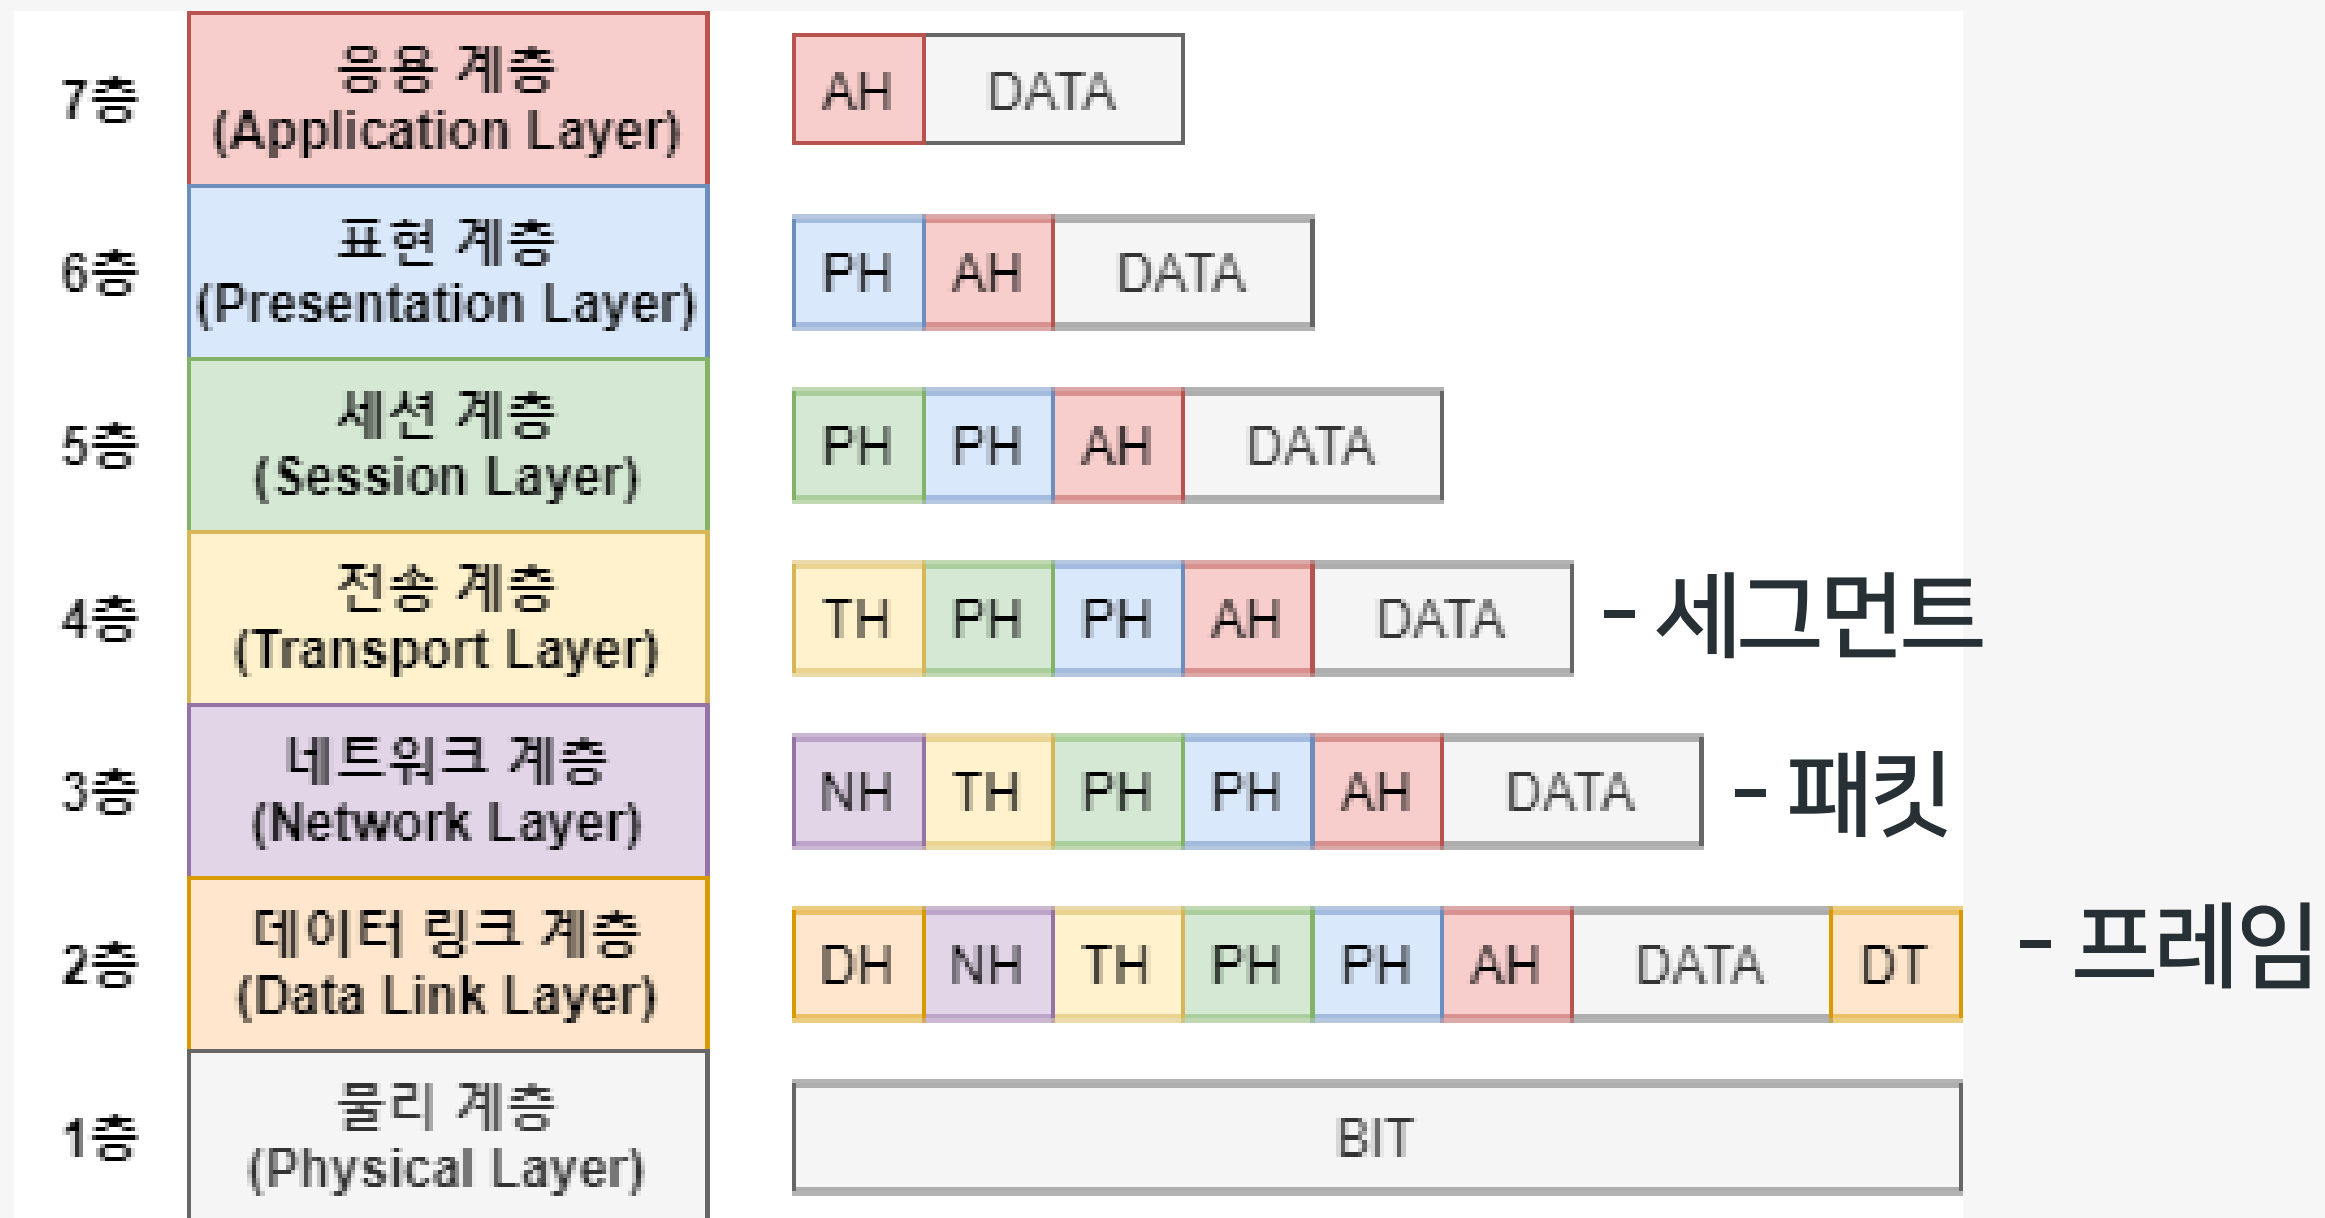 7층
응용 계층
(Application Layer)
AH DATA
6층
표현 계층
(Presentation Layer)
PH AH DATA
5층
세션 계층
(Session Layer)
PH PH AH DATA
4층
전송 계층
(Transport Layer)
TH PH PH AH DATA - 세그먼트
3층
네트워크 계층
(Network Layer)
NH TH PH PH AH DATA - 패킷
2층
데이터 링크 계층
(Data Link Layer)
DH NH TH PH PH AH DATA DT - 프레임
1층
물리 계층
(Physical Layer)
BIT